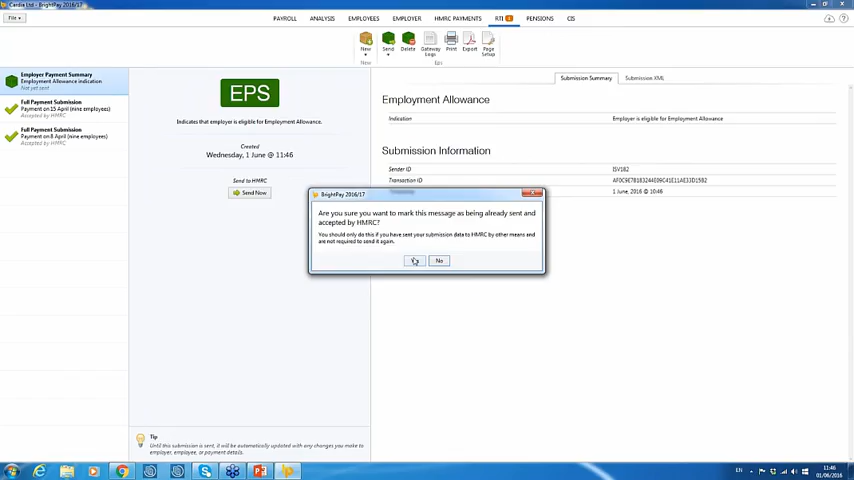 Cardia Ltd - BrightPay 2016/17
File
PAYROLL
ANALYSIS
EMPLOYEES
EMPLOYER
HMRC PAYMENTS
RTI
PENSIONS
CIS
New
Send
Delete
Gateway
Logs
Print
Export
Page
Setup
New
Employer Payment Summary
Employment Allowance indication
Not yet sent
Full Payment Submission
Payment on 15 April (nine employees)
Accepted by HMRC
Full Payment Submission
Payment on 8 April (nine employees)
Accepted by HMRC
EPS
Indicates that employer is eligible for Employment Allowance.
Created
Wednesday, 1 June @ 11:46
Send to HMRC
Send Now
Tip
Until this submission is sent, it will be automatically updated with any changes you make to
employer, employee, or payment details.
Submission Summary
Submission XML
Employment Allowance
Indication
Employer is eligible for Employment Allowance
Submission Information
Sender ID
ISV182
Transaction ID
1 June, 2016 @ 10:46
BrightPay 2016/17
Are you sure you want to mark this message as being already sent and
accepted by HMRC?
You should only do this if you have sent your submission data to HMRC by other means and
are not required to send it again.
No
EN
11:46
01/06/2016